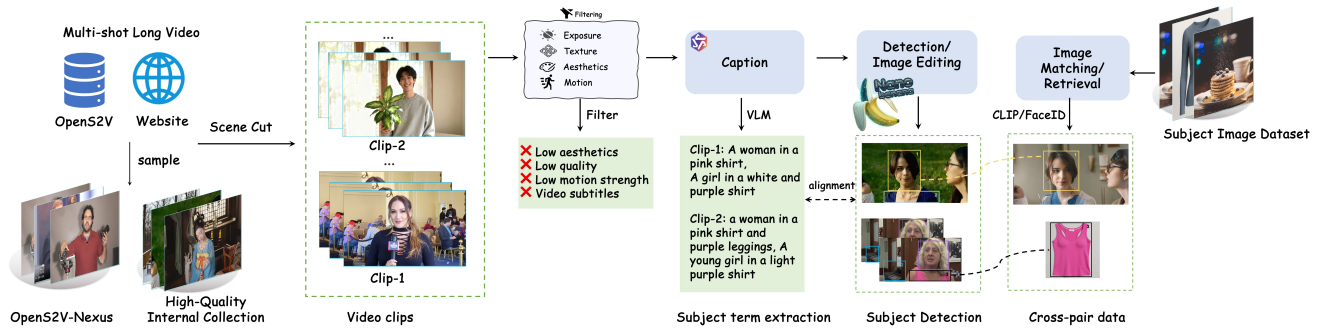 Multi-shot Long Video
OpenS2V
Website
sample
Scene Cut
OpenS2V-Nexus
High-Quality
Internal Collection
...
Clip-2
...
Clip-1
Video clips
Filtering
Exposure
Texture
Aesthetics
Motion
Filter
Low aesthetics
Low quality
Low motion strength
Video subtitles
Caption
VLM
Clip-1: A woman in a
pink shirt,
A girl in a white and
purple shirt
Clip-2: a woman in a
pink shirt and
purple leggings, A
young girl in a light
purple shirt
Subject term extraction
alignment
Detection/
Image Editing
Nano
Banana
Subject Detection
Image
Matching/
Retrieval
CLIP/FaceID
Cross-pair data
Subject Image Dataset